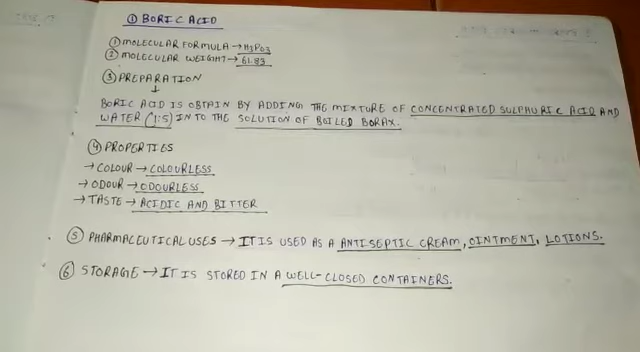 ① BORIC ACID
① MOLECULAR FORMULA → H3PO3
② MOLECULAR WEIGHT → 61.83
③ PREPARATION
↓
BORIC ACID IS OBTAIN BY ADDING THE MIXTURE OF CONCENTRATED SULPHURIC ACID AND
WATER (1:5) IN TO THE SOLUTION OF BOILED BORAX.
④ PROPERTIES
→ COLOUR → COLOURLESS
→ ODOUR → ODOURLESS
→ TASTE → ACIDIC AND BITTER
⑤ PHARMACEUTICAL USES → IT IS USED AS A ANTISEPTIC CREAM, OINTMENT, LOTIONS.
⑥ STORAGE → IT IS STORED IN A WELL-CLOSED CONTAINERS.